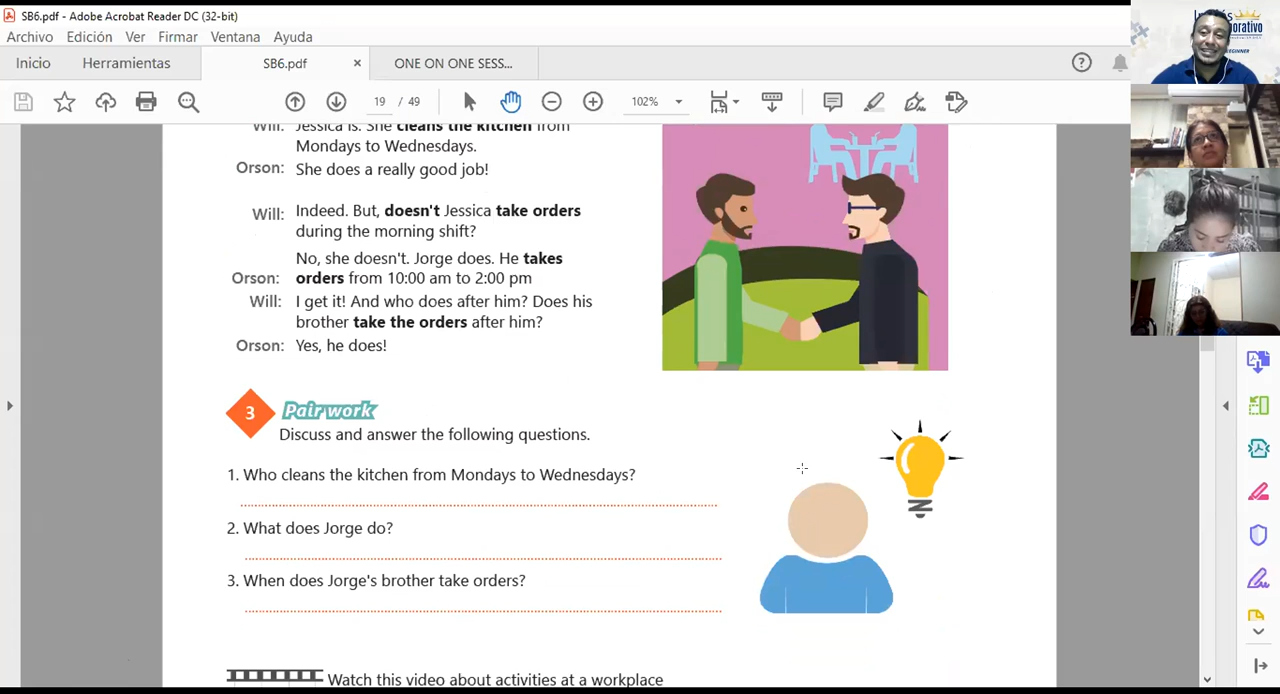 SB6.pdf - Adobe Acrobat Reader DC (32-bit)
Archivo Edición Ver Firmar Ventana Ayuda
Inicio Herramientas SB6.pdf × ONE ON ONE SESS...
19 / 49 102%
Will: Jessica is. She cleans the kitchen from
Mondays to Wednesdays.
Orson: She does a really good job!
Will: Indeed. But, doesn't Jessica take orders
during the morning shift?
No, she doesn't. Jorge does. He takes
Orson: orders from 10:00 am to 2:00 pm
Will: I get it! And who does after him? Does his
brother take the orders after him?
Orson: Yes, he does!
3 Pair work
Discuss and answer the following questions.
1. Who cleans the kitchen from Mondays to Wednesdays?
2. What does Jorge do?
3. When does Jorge's brother take orders?
Watch this video about activities at a workplace